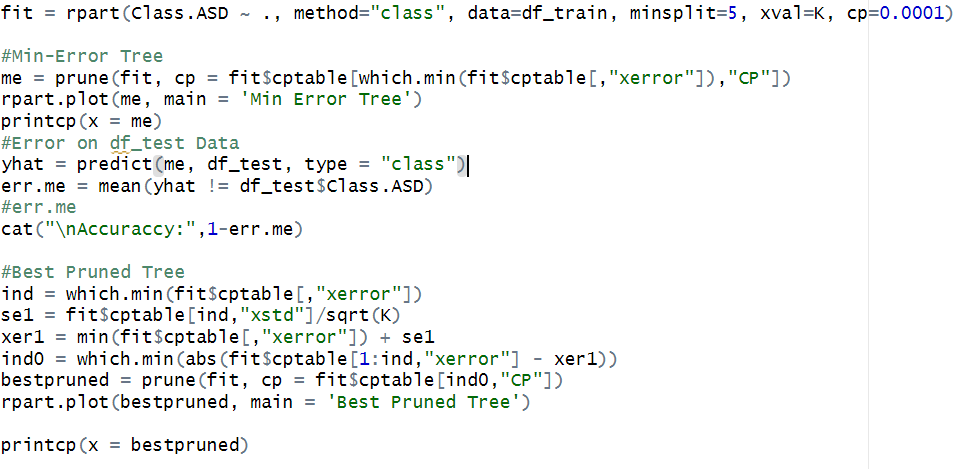 fit = rpart(Class.ASD ~ ., method="class", data=df_train, minsplit=5, xval=K, cp=0.0001)
#Min-Error Tree
me = prune(fit, cp = fit$cptable[which.min(fit$cptable[,"xerror"]),"CP"])
rpart.plot(me, main = 'Min Error Tree')
printcp(x = me)
#Error on df_test Data
yhat = predict(me, df_test, type = "class")
err.me = mean(yhat != df_test$Class.ASD)
#err.me
cat("\nAccuraccy:",1-err.me)
#Best Pruned Tree
ind = which.min(fit$cptable[,"xerror"])
se1 = fit$cptable[ind,"xstd"]/sqrt(K)
xer1 = min(fit$cptable[,"xerror"]) + se1
ind0 = which.min(abs(fit$cptable[1:ind,"xerror"] - xer1))
bestpruned = prune(fit, cp = fit$cptable[ind0,"CP"])
rpart.plot(bestpruned, main = 'Best Pruned Tree')
printcp(x = bestpruned)